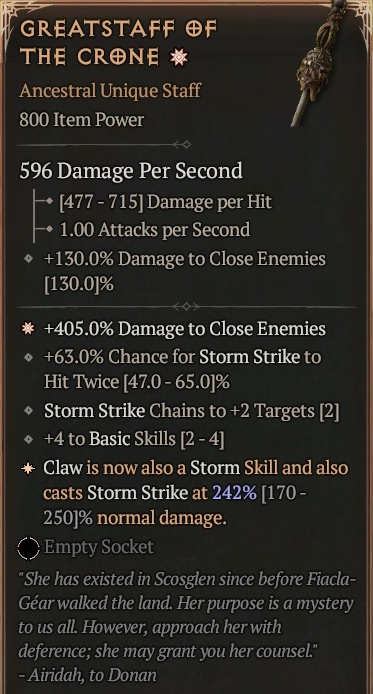 GREATSTAFF OF
THE CRONE
Ancestral Unique Staff
800 Item Power
596 Damage Per Second
[477 - 715] Damage per Hit
1.00 Attacks per Second
+130.0% Damage to Close Enemies
[130.0]%
+405.0% Damage to Close Enemies
+63.0% Chance for Storm Strike to
Hit Twice [47.0 - 65.0]%
Storm Strike Chains to +2 Targets [2]
+4 to Basic Skills [2 - 4]
Claw is now also a Storm Skill and also
casts Storm Strike at 242% [170 -
250]% normal damage.
Empty Socket
"She has existed in Scosglen since before Fiacla-
Géar walked the land. Her purpose is a mystery
to us all. However, approach her with
deference; she may grant you her counsel."
- Airidah, to Donan